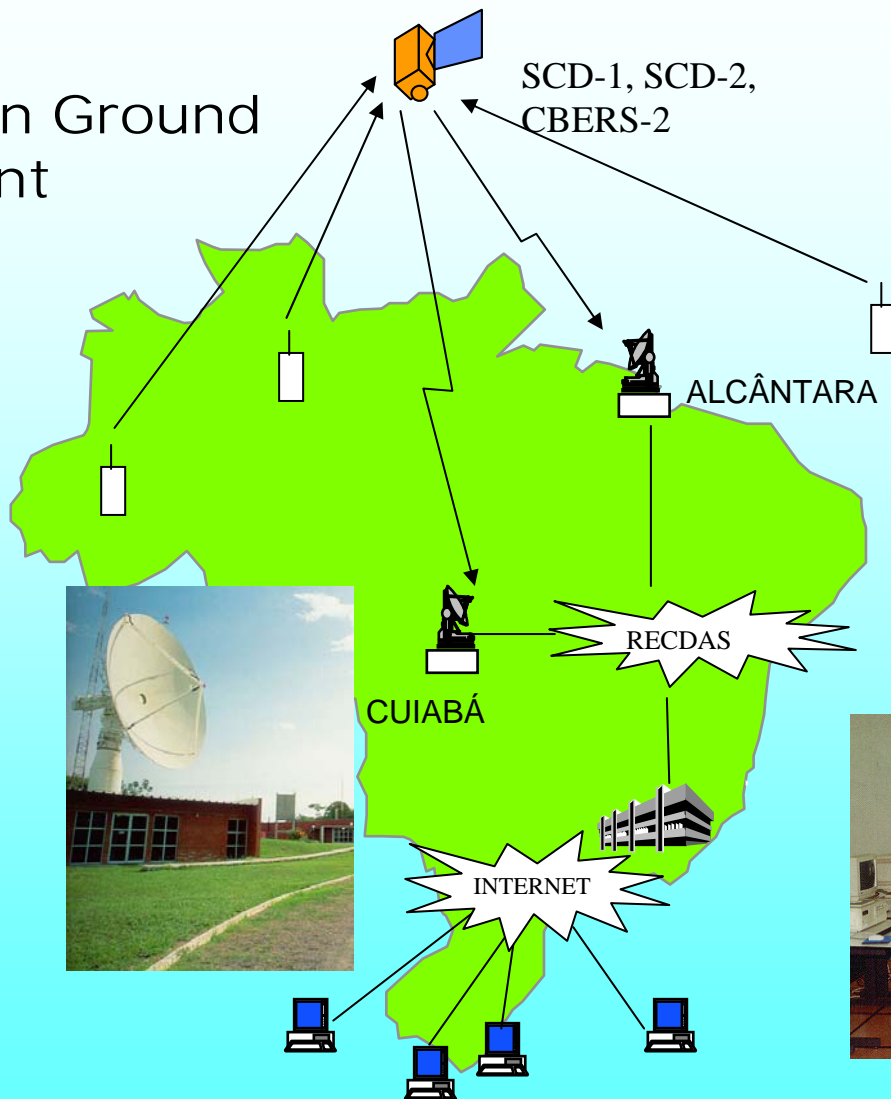 n Ground
nt
SCD-1, SCD-2,
CBERS-2
ALCÂNTARA
RECDAS
CUIABÁ
INTERNET